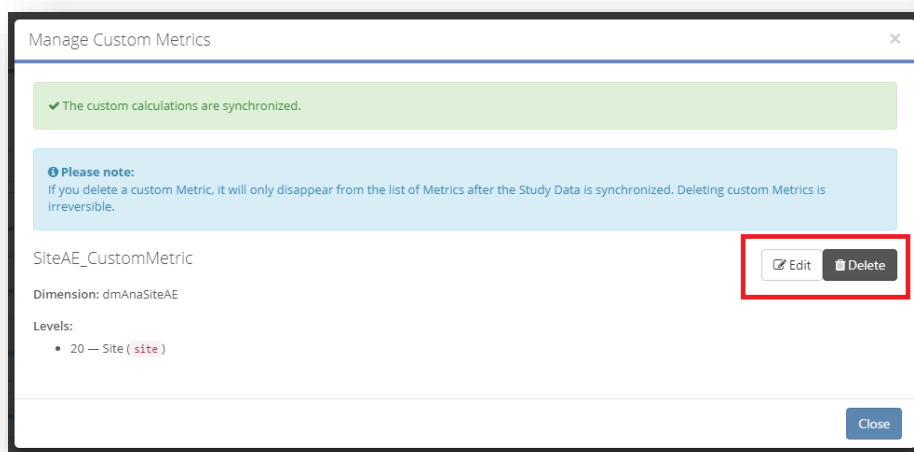 Manage Custom Metrics ×
✔ The custom calculations are synchronized.
Please note:
If you delete a custom Metric, it will only disappear from the list of Metrics after the Study Data is synchronized. Deleting custom Metrics is
irreversible.
SiteAE_CustomMetric
Edit Delete
Dimension: dmAnaSiteAE
Levels:
• 20 — Site ( site )
Close